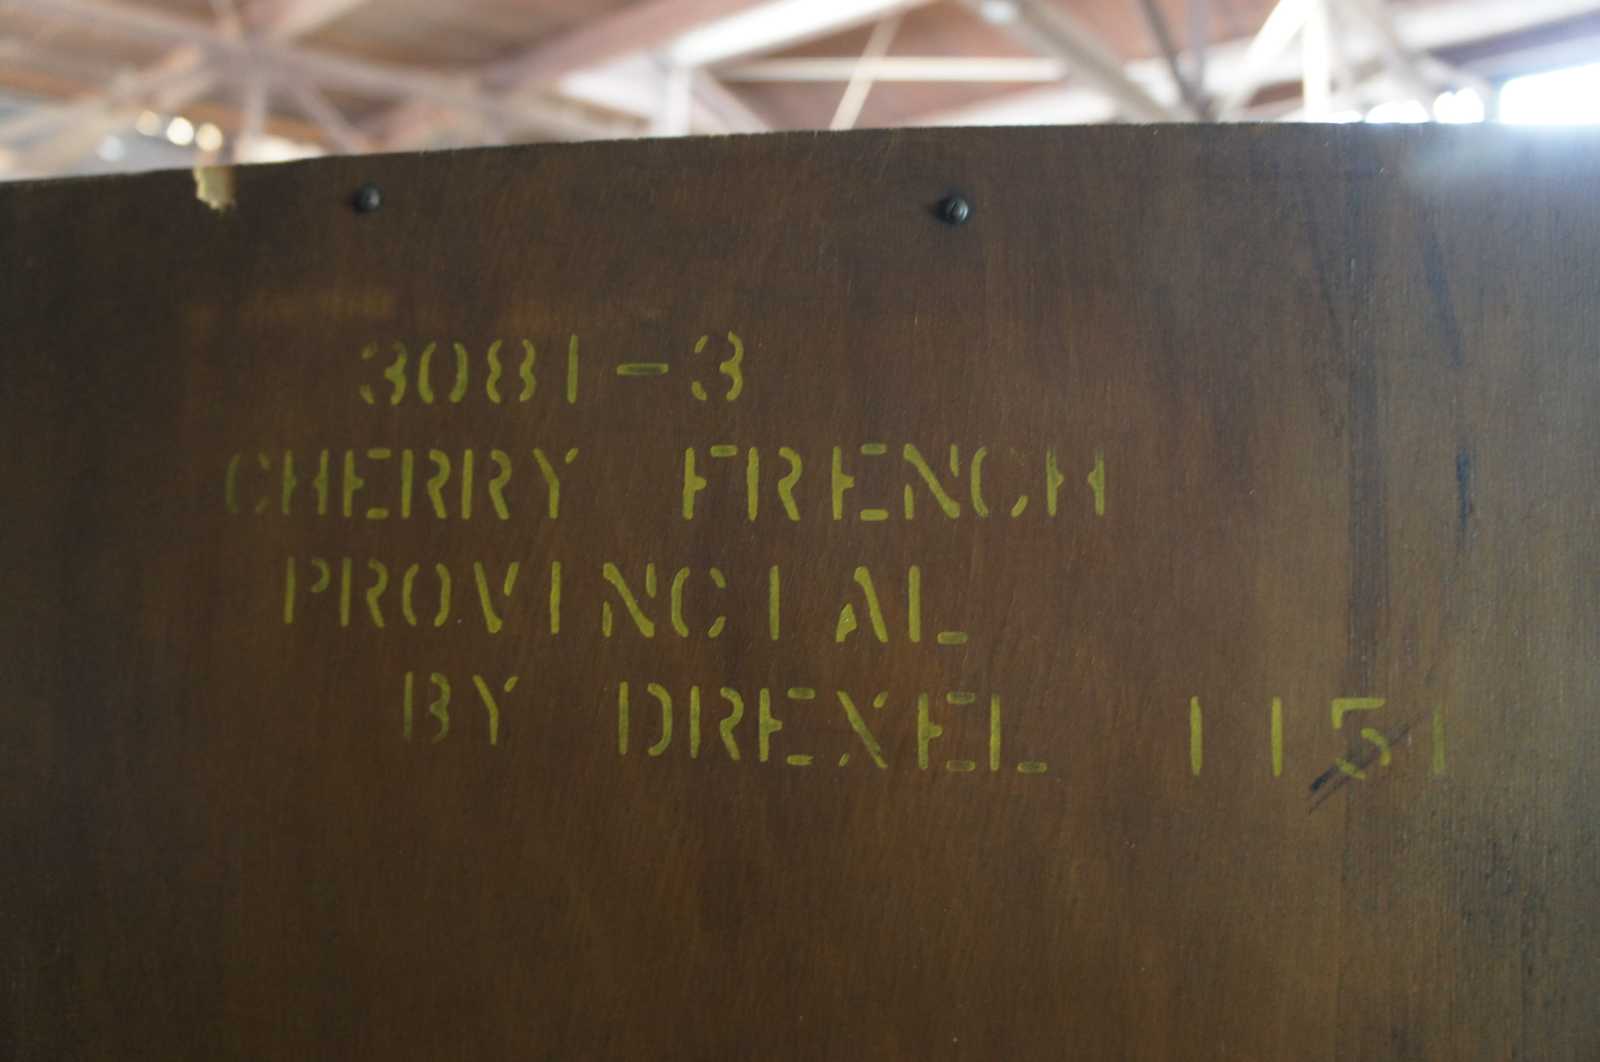 3081-3
CHERRY FRENCH
PROVINCIAL
BY DREXEL 1151